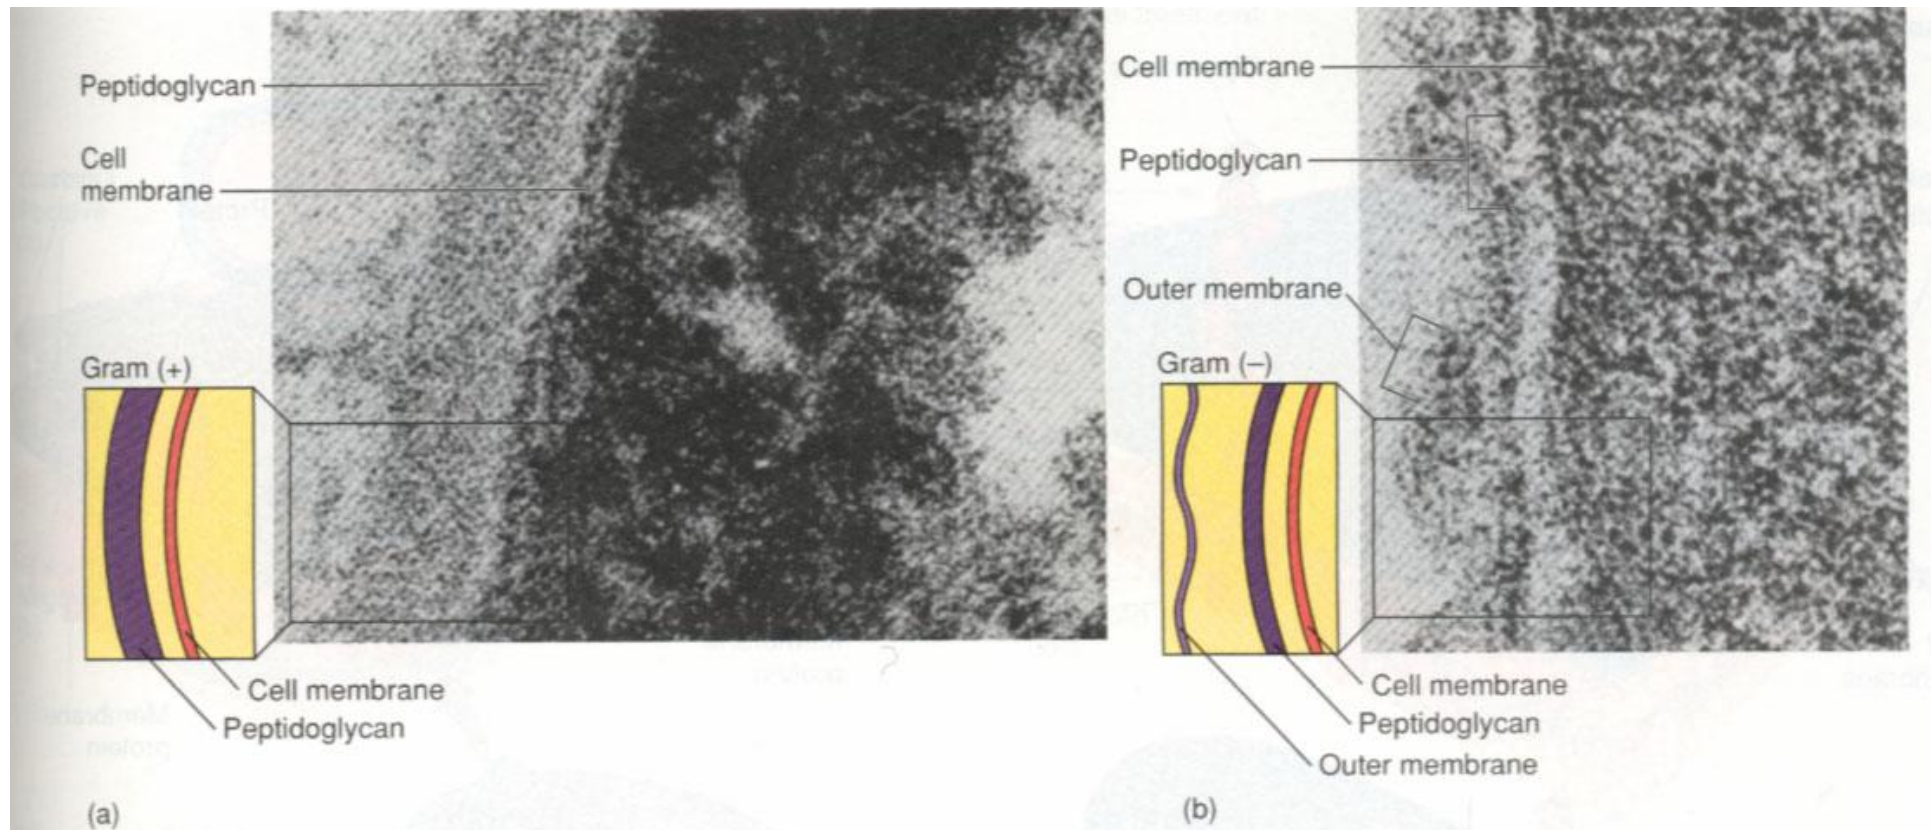 Peptidoglycan
Cell
membrane
Gram (+)
Cell membrane
Peptidoglycan
(a)
Cell membrane
Peptidoglycan
Outer membrane
Gram (–)
Cell membrane
Peptidoglycan
Outer membrane
(b)